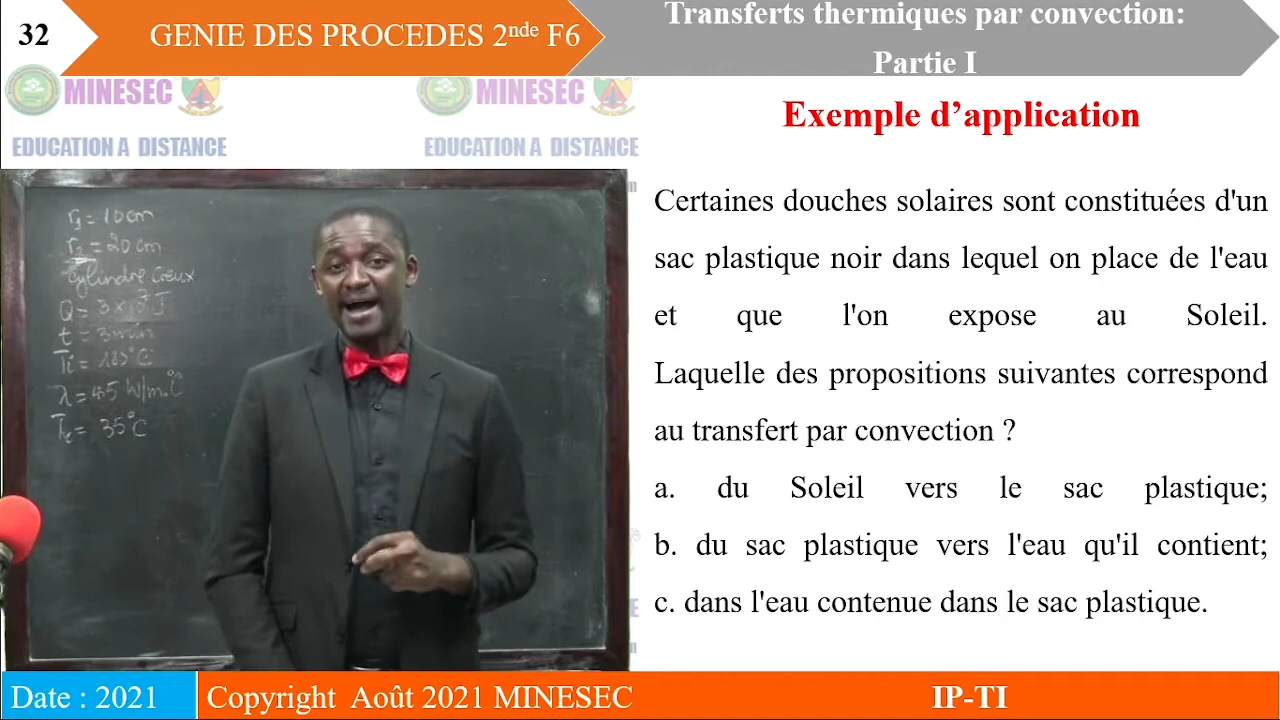 32
GENIE DES PROCEDES 2nde F6
Transferts thermiques par convection:
Partie I
MINESEC
MINESEC
EDUCATION A DISTANCE
EDUCATION A DISTANCE
Exemple d’application
r1 = 10 cm
r2 = 20 cm
Cylindre creux
t = 3 min
Certaines douches solaires sont constituées d'un
sac plastique noir dans lequel on place de l'eau
et que l'on expose au Soleil.
Laquelle des propositions suivantes correspond
au transfert par convection ?
a. du Soleil vers le sac plastique;
b. du sac plastique vers l'eau qu'il contient;
c. dans l'eau contenue dans le sac plastique.
Date : 2021
Copyright Août 2021 MINESEC
IP-TI